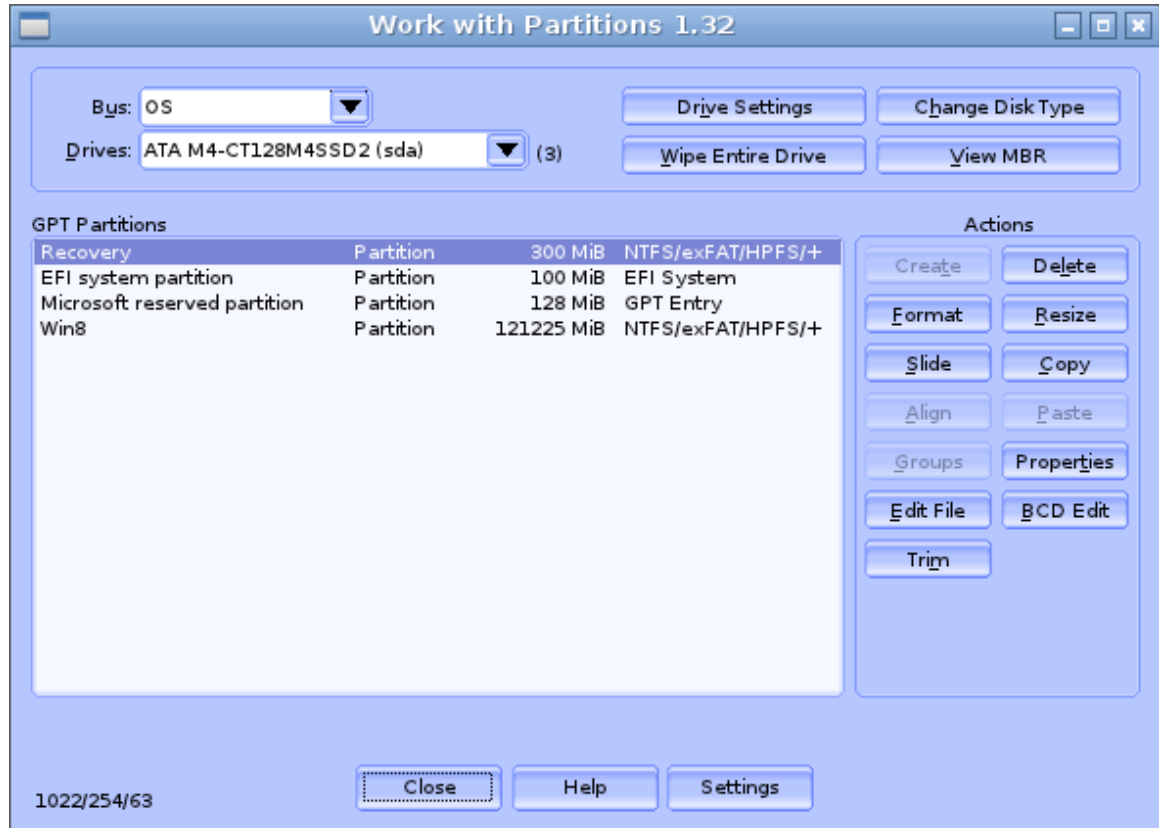 Work with Partitions 1.32
Bus: OS
Drives: ATA M4-CT128M4SSD2 (sda) (3)
Drive Settings Change Disk Type
Wipe Entire Drive View MBR
GPT Partitions
Recovery Partition 300 MiB NTFS/exFAT/HPFS/+
EFI system partition Partition 100 MiB EFI System
Microsoft reserved partition Partition 128 MiB GPT Entry
Win8 Partition 121225 MiB NTFS/exFAT/HPFS/+
Actions
Create Delete
Format Resize
Slide Copy
Align Paste
Groups Properties
Edit File BCD Edit
Trim
Close Help Settings
1022/254/63